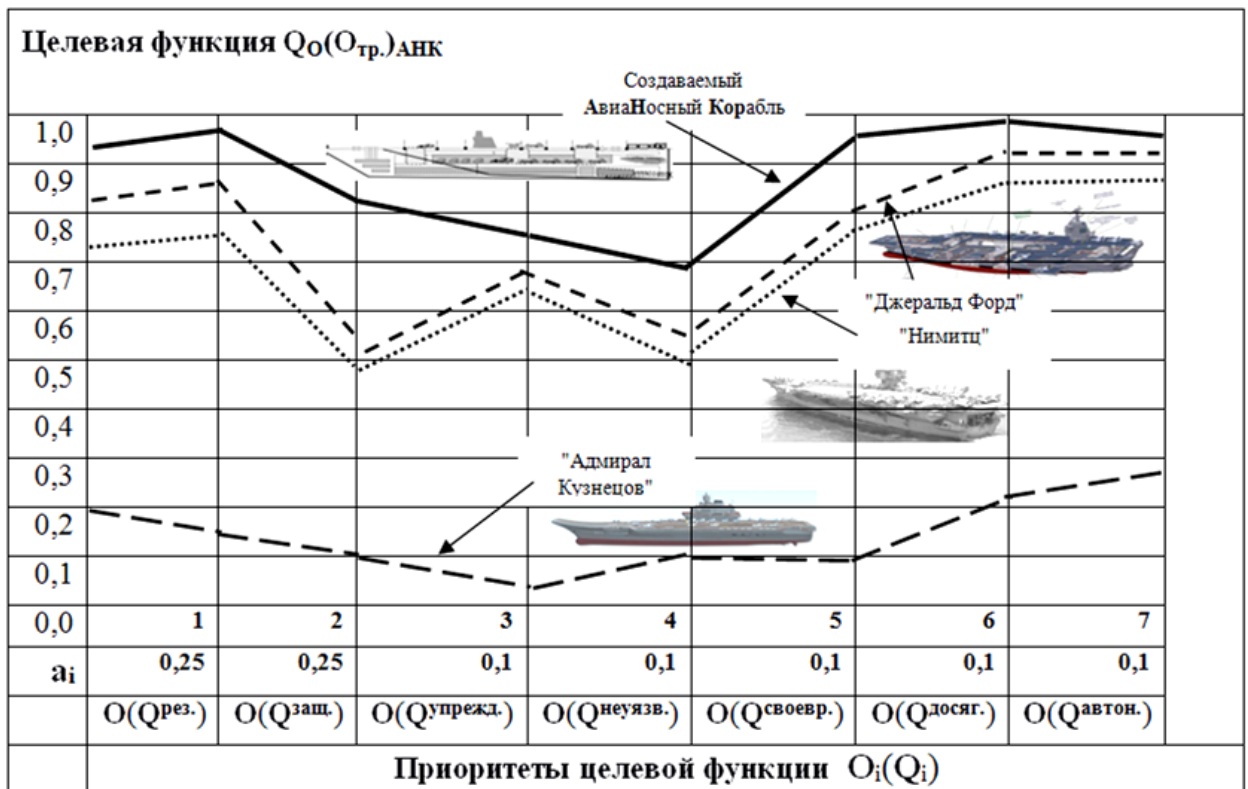 Целевая функция Qо(Отр.)АНК
Создаваемый
АвиаНосный Корабль
1,0
0,9
0,8
0,7
"Джеральд Форд"
0,6
"Нимитц"
0,5
0,4
0,3
"Адмирал
Кузнецов"
0,2
0,1
0,0 1 2 3 4 5 6 7
ai 0,25 0,25 0,1 0,1 0,1 0,1 0,1
O(Qрез.) O(Qзащ.) O(Qупрежд.) O(Qнеуязв.) O(Qсвоевр.) O(Qдосяг.) O(Qавтон.)
Приоритеты целевой функции Oi(Qi)